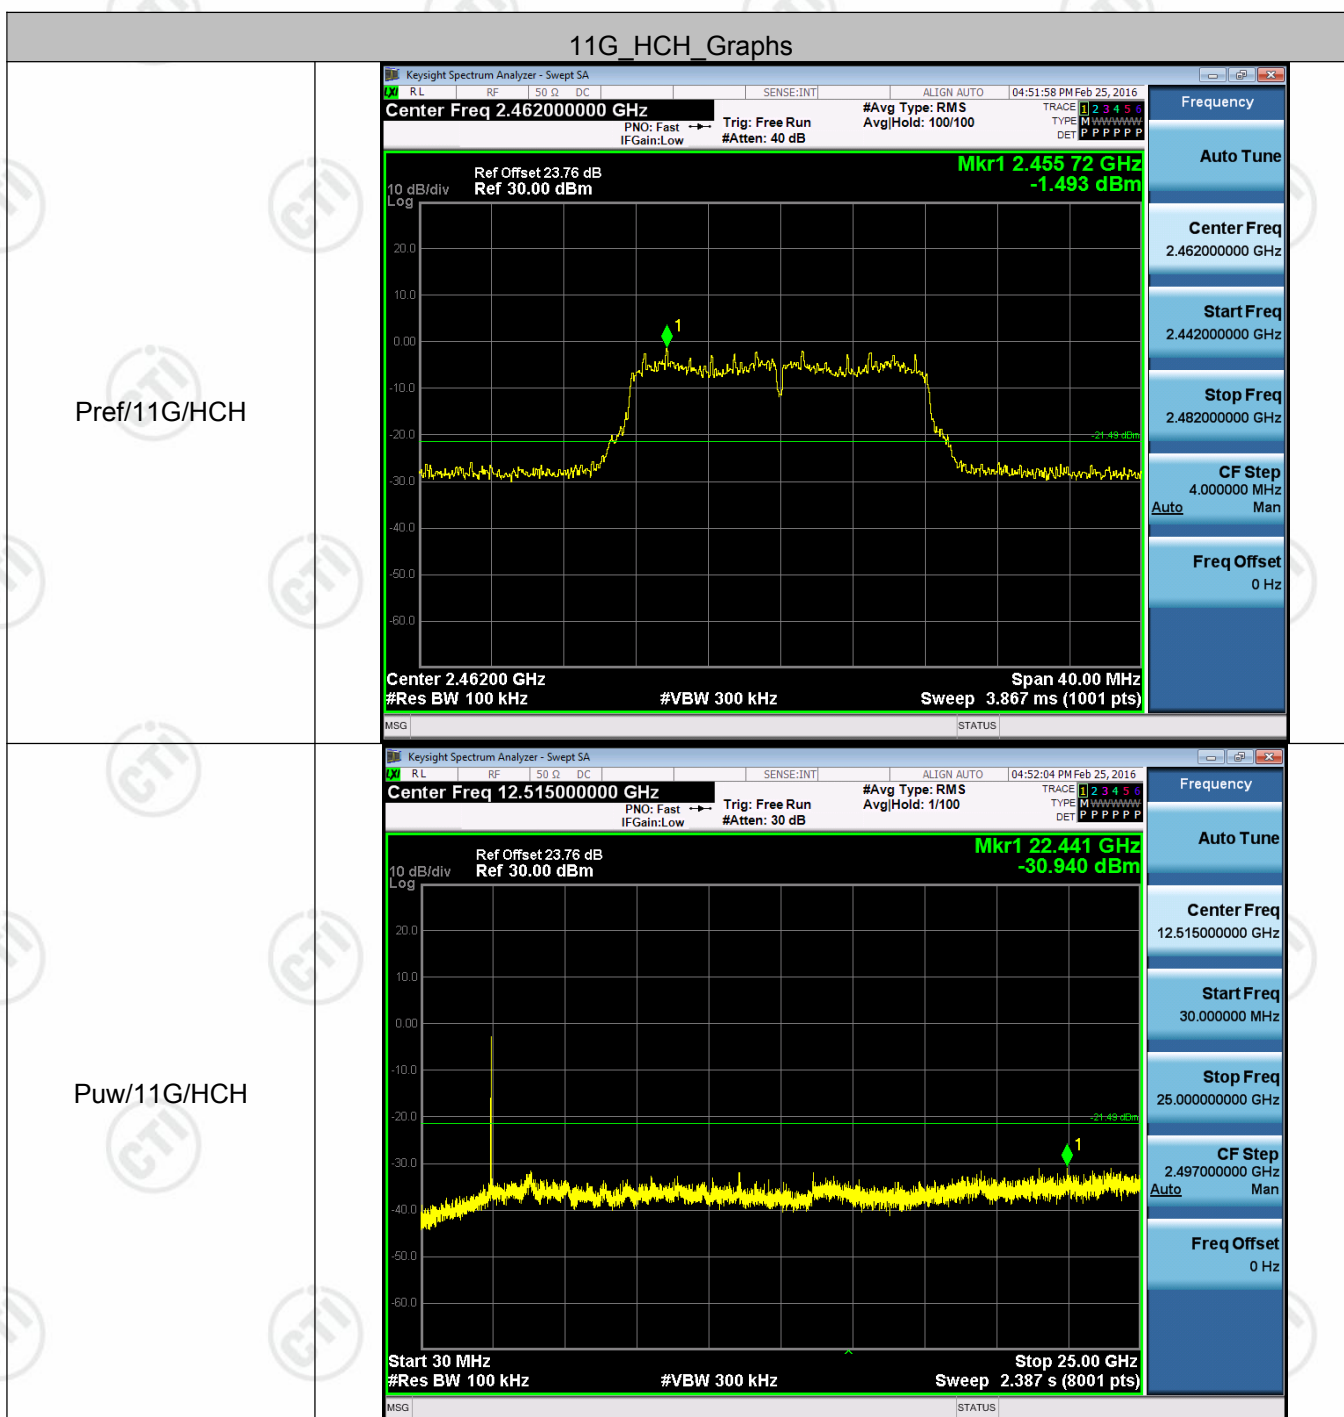 11G_HCH_Graphs
Pref/11G/HCH
Keysight Spectrum Analyzer - Swept SA
LXI RL RF 50 Ω DC SENSE:INT ALIGN AUTO 04:51:58 PM Feb 25, 2016
Center Freq 2.462000000 GHz
PNO: Fast
IFGain:Low
Trig: Free Run
#Atten: 40 dB
#Avg Type: RMS
Avg|Hold: 100/100
TRACE 1 2 3 4 5 6
TYPE M WWWWW
DET P P P P P P
Mkr1 2.455 72 GHz
-1.493 dBm
Ref Offset 23.76 dB
10 dB/div Ref 30.00 dBm
Log
20.0
10.0
0.00
1
-10.0
-20.0
-21.49 dBm
-30.0
-40.0
-50.0
-60.0
Center 2.46200 GHz Span 40.00 MHz
#Res BW 100 kHz #VBW 300 kHz Sweep 3.867 ms (1001 pts)
MSG STATUS
Frequency
Auto Tune
Center Freq
2.462000000 GHz
Start Freq
2.442000000 GHz
Stop Freq
2.482000000 GHz
CF Step
4.000000 MHz
Auto Man
Freq Offset
0 Hz
Puw/11G/HCH
Keysight Spectrum Analyzer - Swept SA
LXI RL RF 50 Ω DC SENSE:INT ALIGN AUTO 04:52:04 PM Feb 25, 2016
Center Freq 12.515000000 GHz
PNO: Fast
IFGain:Low
Trig: Free Run
#Atten: 30 dB
#Avg Type: RMS
Avg|Hold: 1/100
TRACE 1 2 3 4 5 6
TYPE M WWWWW
DET P P P P P P
Mkr1 22.441 GHz
-30.940 dBm
Ref Offset 23.76 dB
10 dB/div Ref 30.00 dBm
Log
20.0
10.0
0.00
-10.0
-20.0
-21.49 dBm
1
-30.0
-40.0
-50.0
-60.0
Start 30 MHz Stop 25.00 GHz
#Res BW 100 kHz #VBW 300 kHz Sweep 2.387 s (8001 pts)
MSG STATUS
Frequency
Auto Tune
Center Freq
12.515000000 GHz
Start Freq
30.000000 MHz
Stop Freq
25.000000000 GHz
CF Step
2.497000000 GHz
Auto Man
Freq Offset
0 Hz